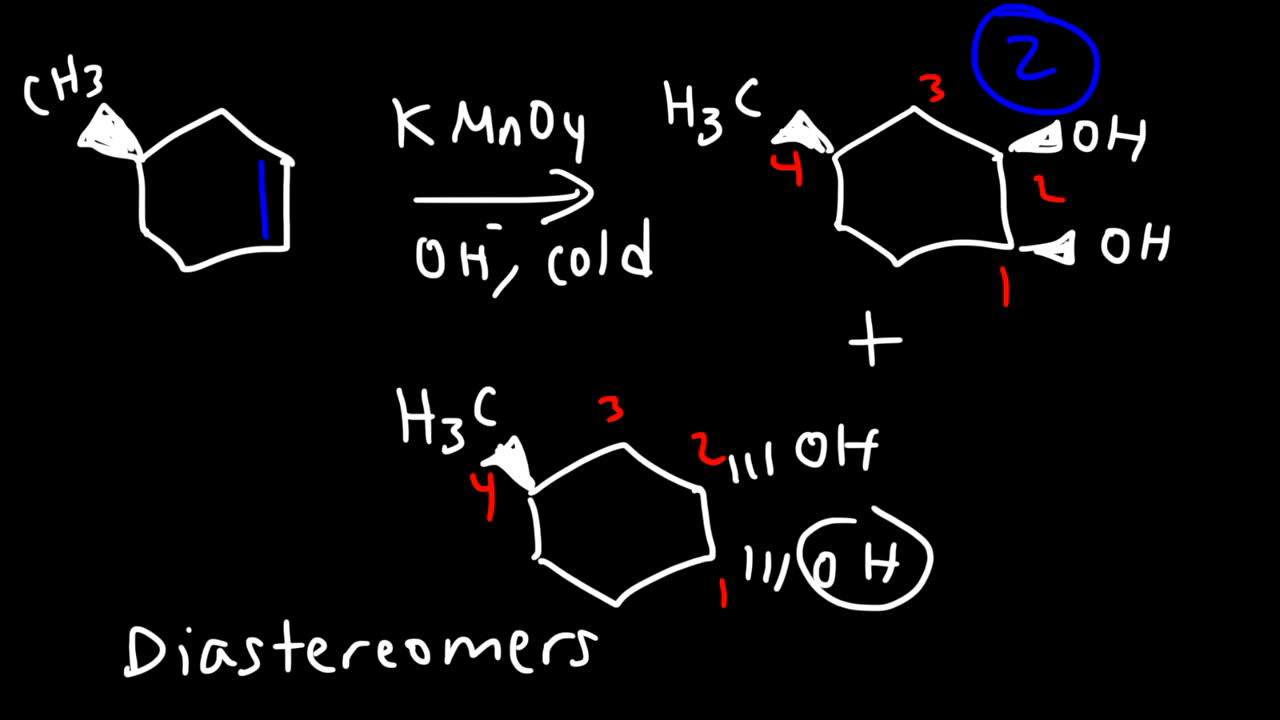 CH3
KMnO4
OH⁻, cold
H3C
3
2
OH
4
2
OH
1
+
H3C
3
2
OH
4
OH
1
Diastereomers